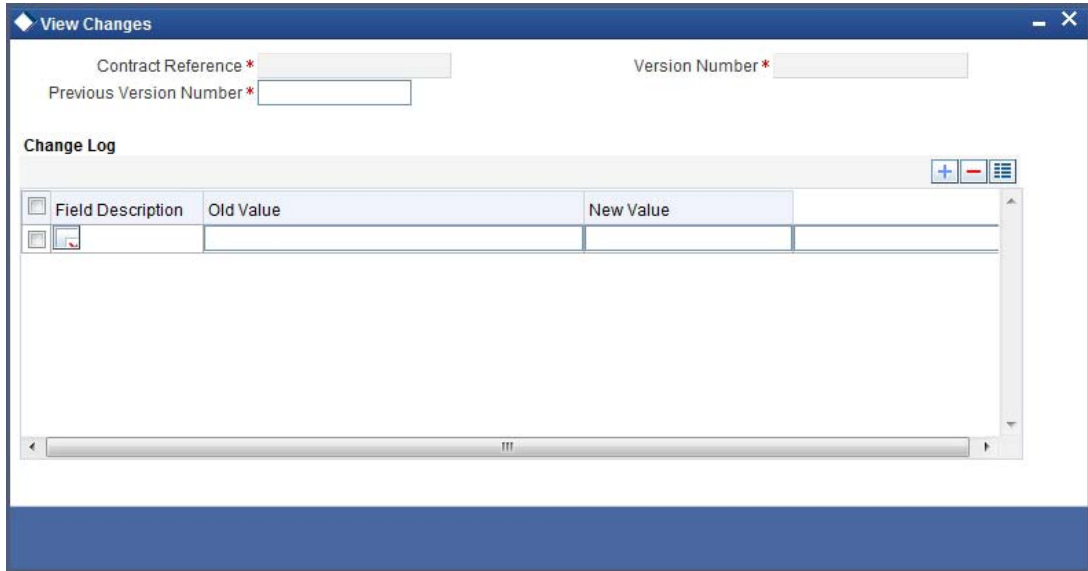 View Changes
Contract Reference * Version Number *
Previous Version Number *
Change Log
Field Description Old Value New Value